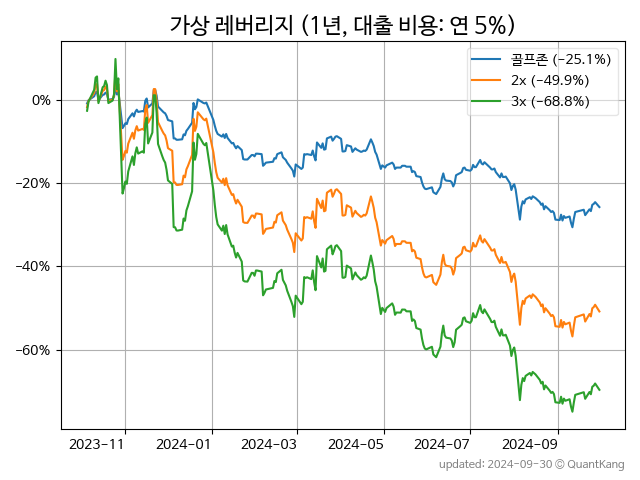 가상 레버리지 (1년, 대출 비용: 연 5%)
골프존 (−25.1%)
2x (−49.9%)
3x (−68.8%)
0%
−20%
−40%
−60%
2023−11 2024−01 2024−03 2024−05 2024−07 2024−09
updated: 2024-09-30 © QuantKang